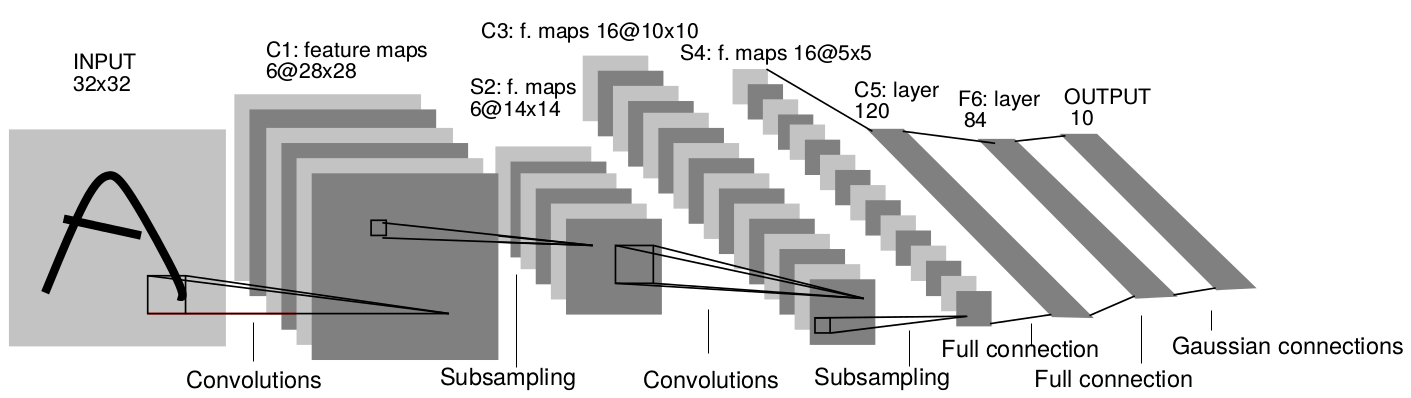 INPUT
32x32
C1: feature maps
6@28x28
S2: f. maps
6@14x14
C3: f. maps 16@10x10
S4: f. maps 16@5x5
C5: layer
120
F6: layer
84
OUTPUT
10
Convolutions
Subsampling
Convolutions
Subsampling
Full connection
Full connection
Gaussian connections